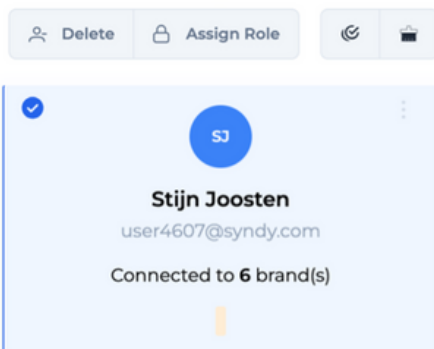 Delete Assign Role
SJ
Stijn Joosten
user4607@syndy.com
Connected to 6 brand(s)